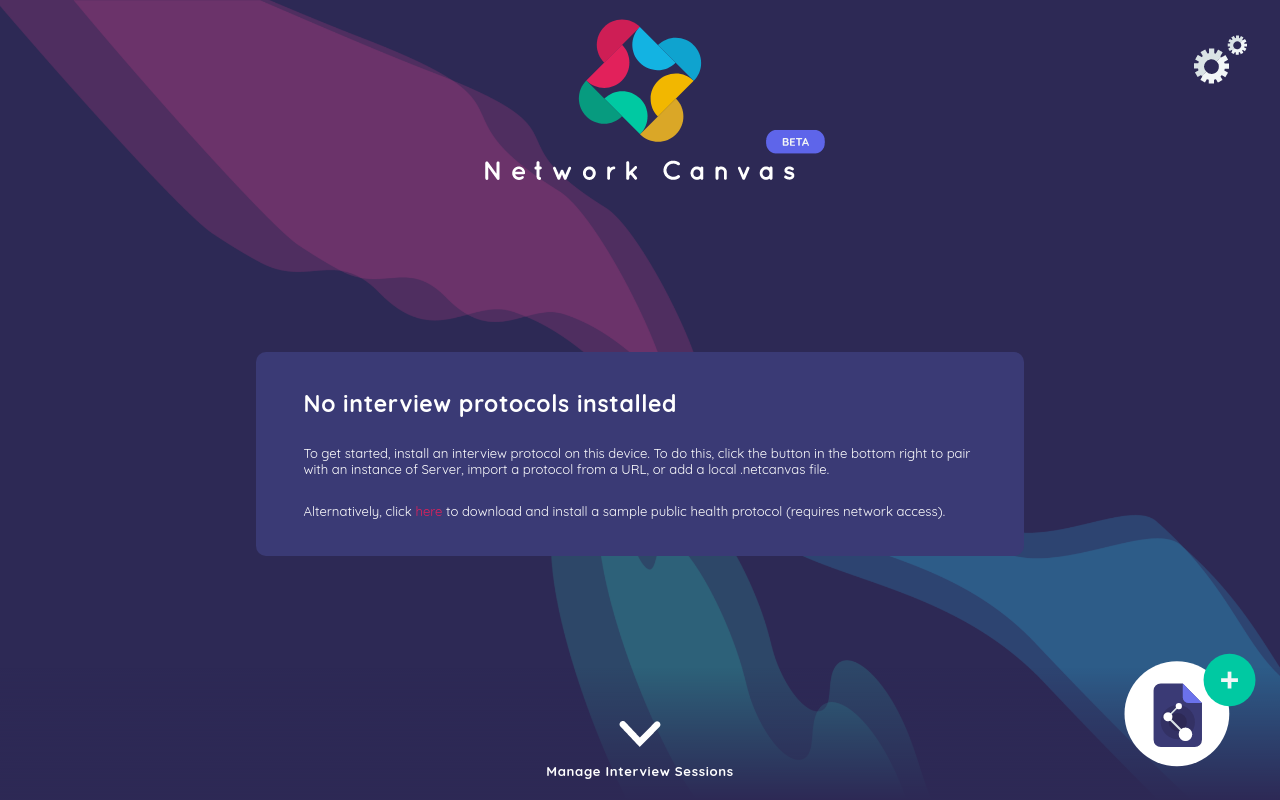 BETA
Network Canvas
No interview protocols installed
To get started, install an interview protocol on this device. To do this, click the button in the bottom right to pair
with an instance of Server, import a protocol from a URL, or add a local .netcanvas file.
Alternatively, click here to download and install a sample public health protocol (requires network access).
Manage Interview Sessions